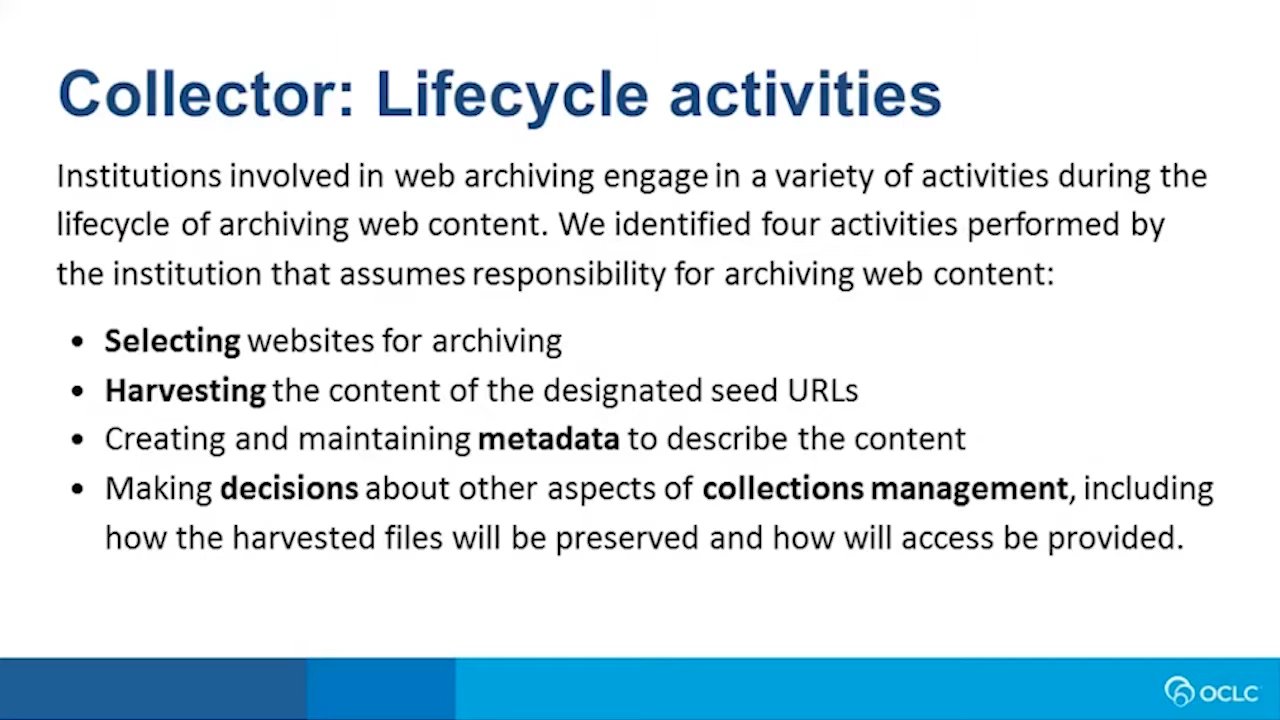 Collector: Lifecycle activities
Institutions involved in web archiving engage in a variety of activities during the
lifecycle of archiving web content. We identified four activities performed by
the institution that assumes responsibility for archiving web content:
• Selecting websites for archiving
• Harvesting the content of the designated seed URLs
• Creating and maintaining metadata to describe the content
• Making decisions about other aspects of collections management, including
how the harvested files will be preserved and how will access be provided.
OCLC